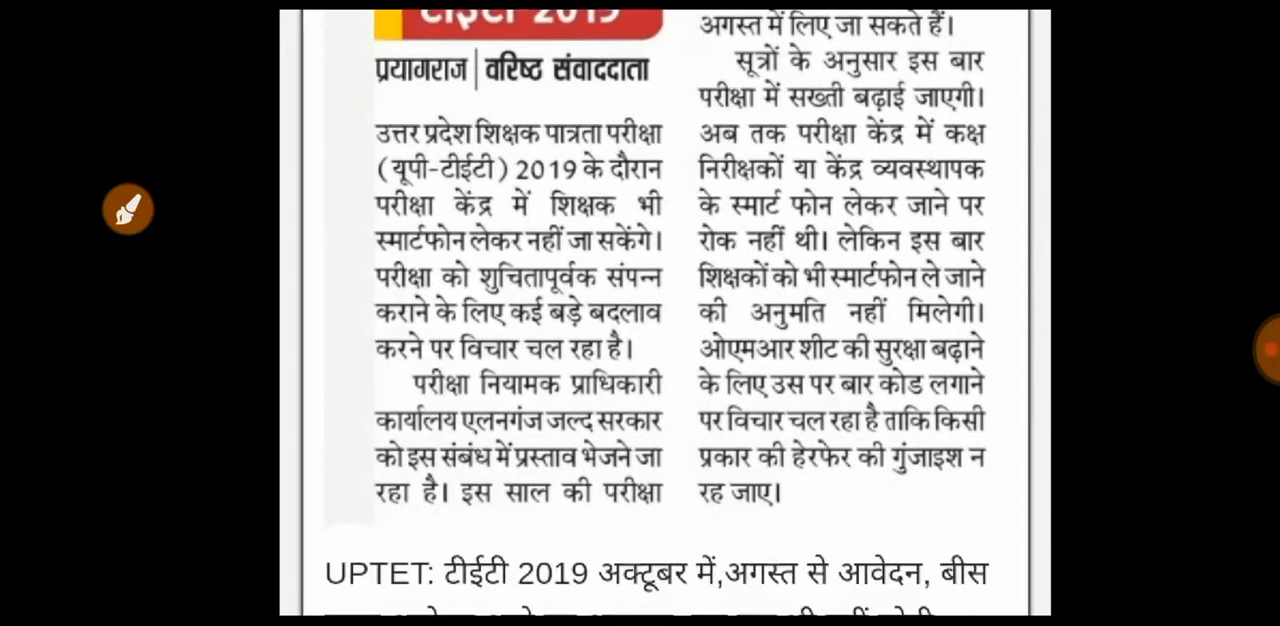 टीईटी 2019
प्रयागराज | वरिष्ठ संवाददाता
उत्तर प्रदेश शिक्षक पात्रता परीक्षा
(यूपी-टीईटी) 2019 के दौरान
परीक्षा केंद्र में शिक्षक भी
स्मार्टफोन लेकर नहीं जा सकेंगे।
परीक्षा को शुचितापूर्वक संपन्न
कराने के लिए कई बड़े बदलाव
करने पर विचार चल रहा है।
परीक्षा नियामक प्राधिकारी
कार्यालय एलनगंज जल्द सरकार
को इस संबंध में प्रस्ताव भेजने जा
रहा है। इस साल की परीक्षा
अगस्त में लिए जा सकते हैं।
सूत्रों के अनुसार इस बार
परीक्षा में सख्ती बढ़ाई जाएगी।
अब तक परीक्षा केंद्र में कक्ष
निरीक्षकों या केंद्र व्यवस्थापक
के स्मार्ट फोन लेकर जाने पर
रोक नहीं थी। लेकिन इस बार
शिक्षकों को भी स्मार्टफोन ले जाने
की अनुमति नहीं मिलेगी।
ओएमआर शीट की सुरक्षा बढ़ाने
के लिए उस पर बार कोड लगाने
पर विचार चल रहा है ताकि किसी
प्रकार की हेरफेर की गुंजाइश न
रह जाए।
UPTET: टीईटी 2019 अक्टूबर में,अगस्त से आवेदन, बीस